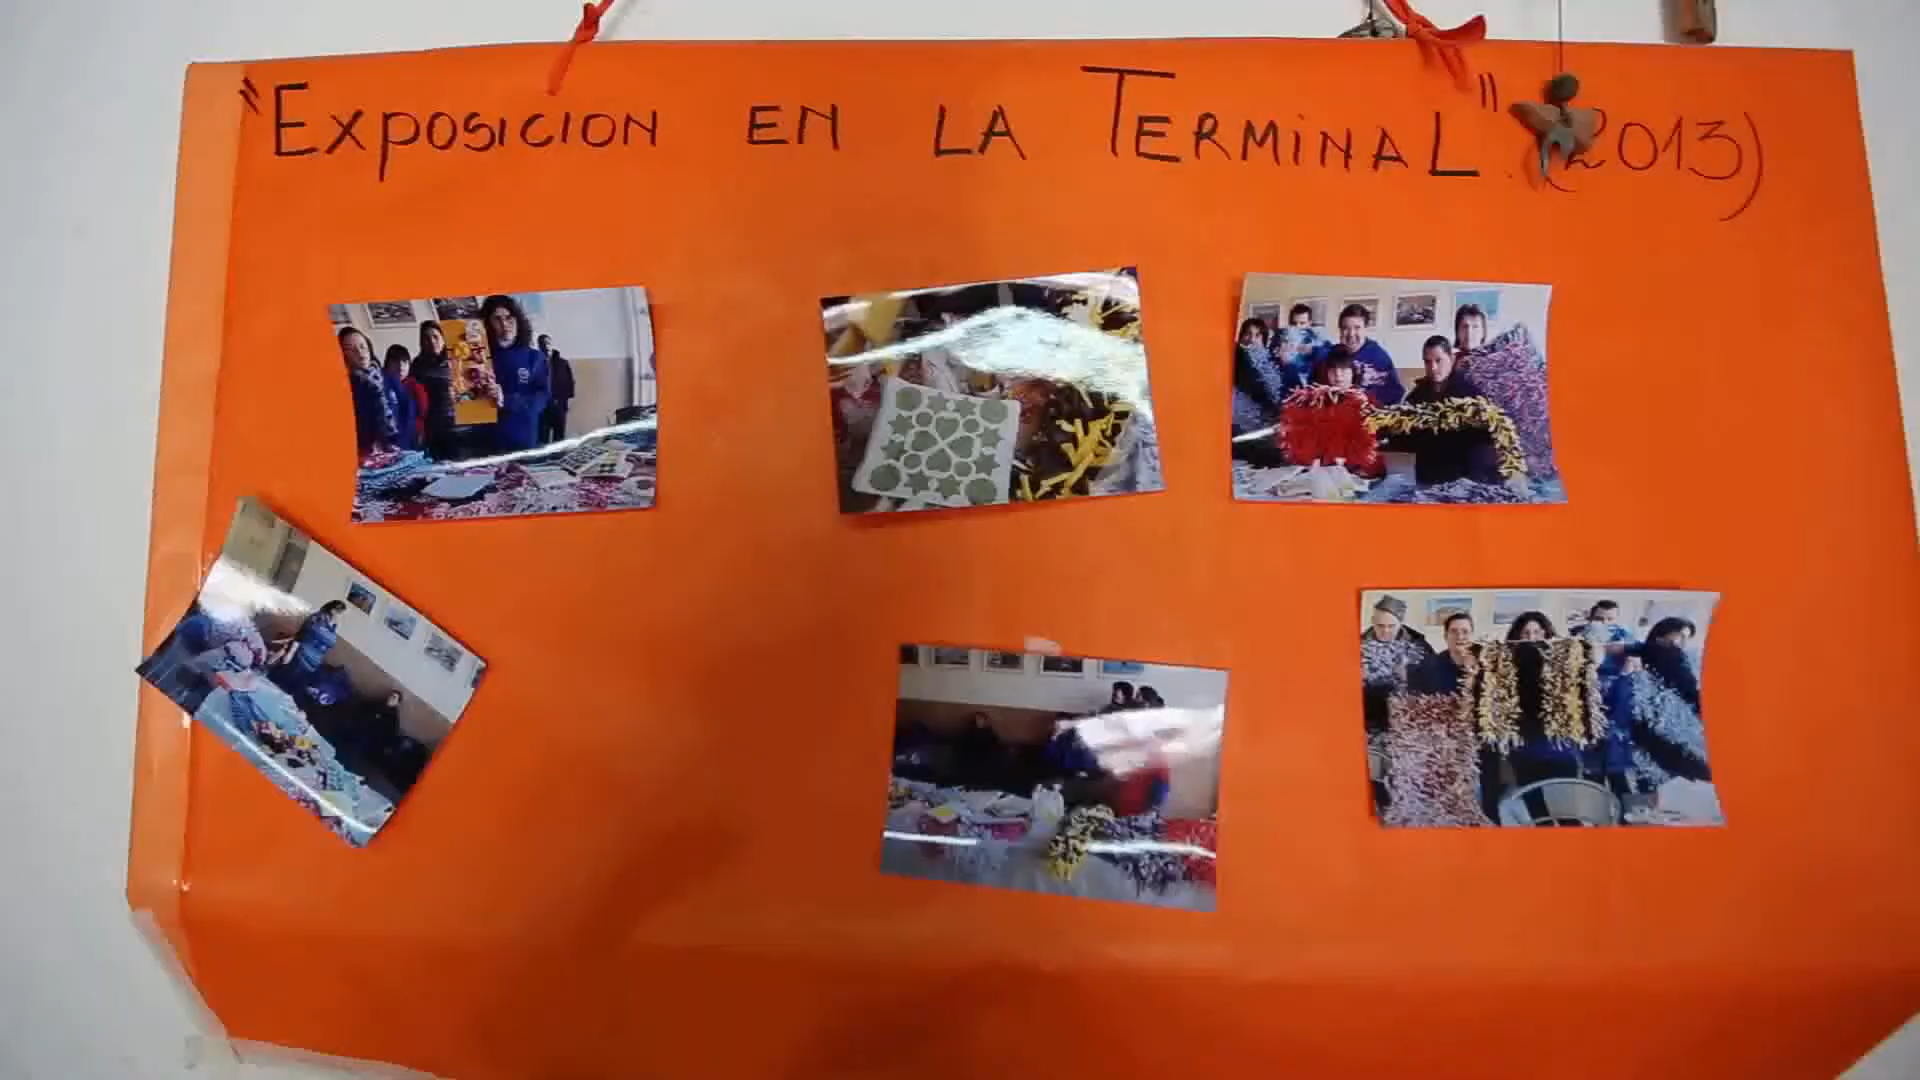 "Exposicion en la Terminal". (2013)